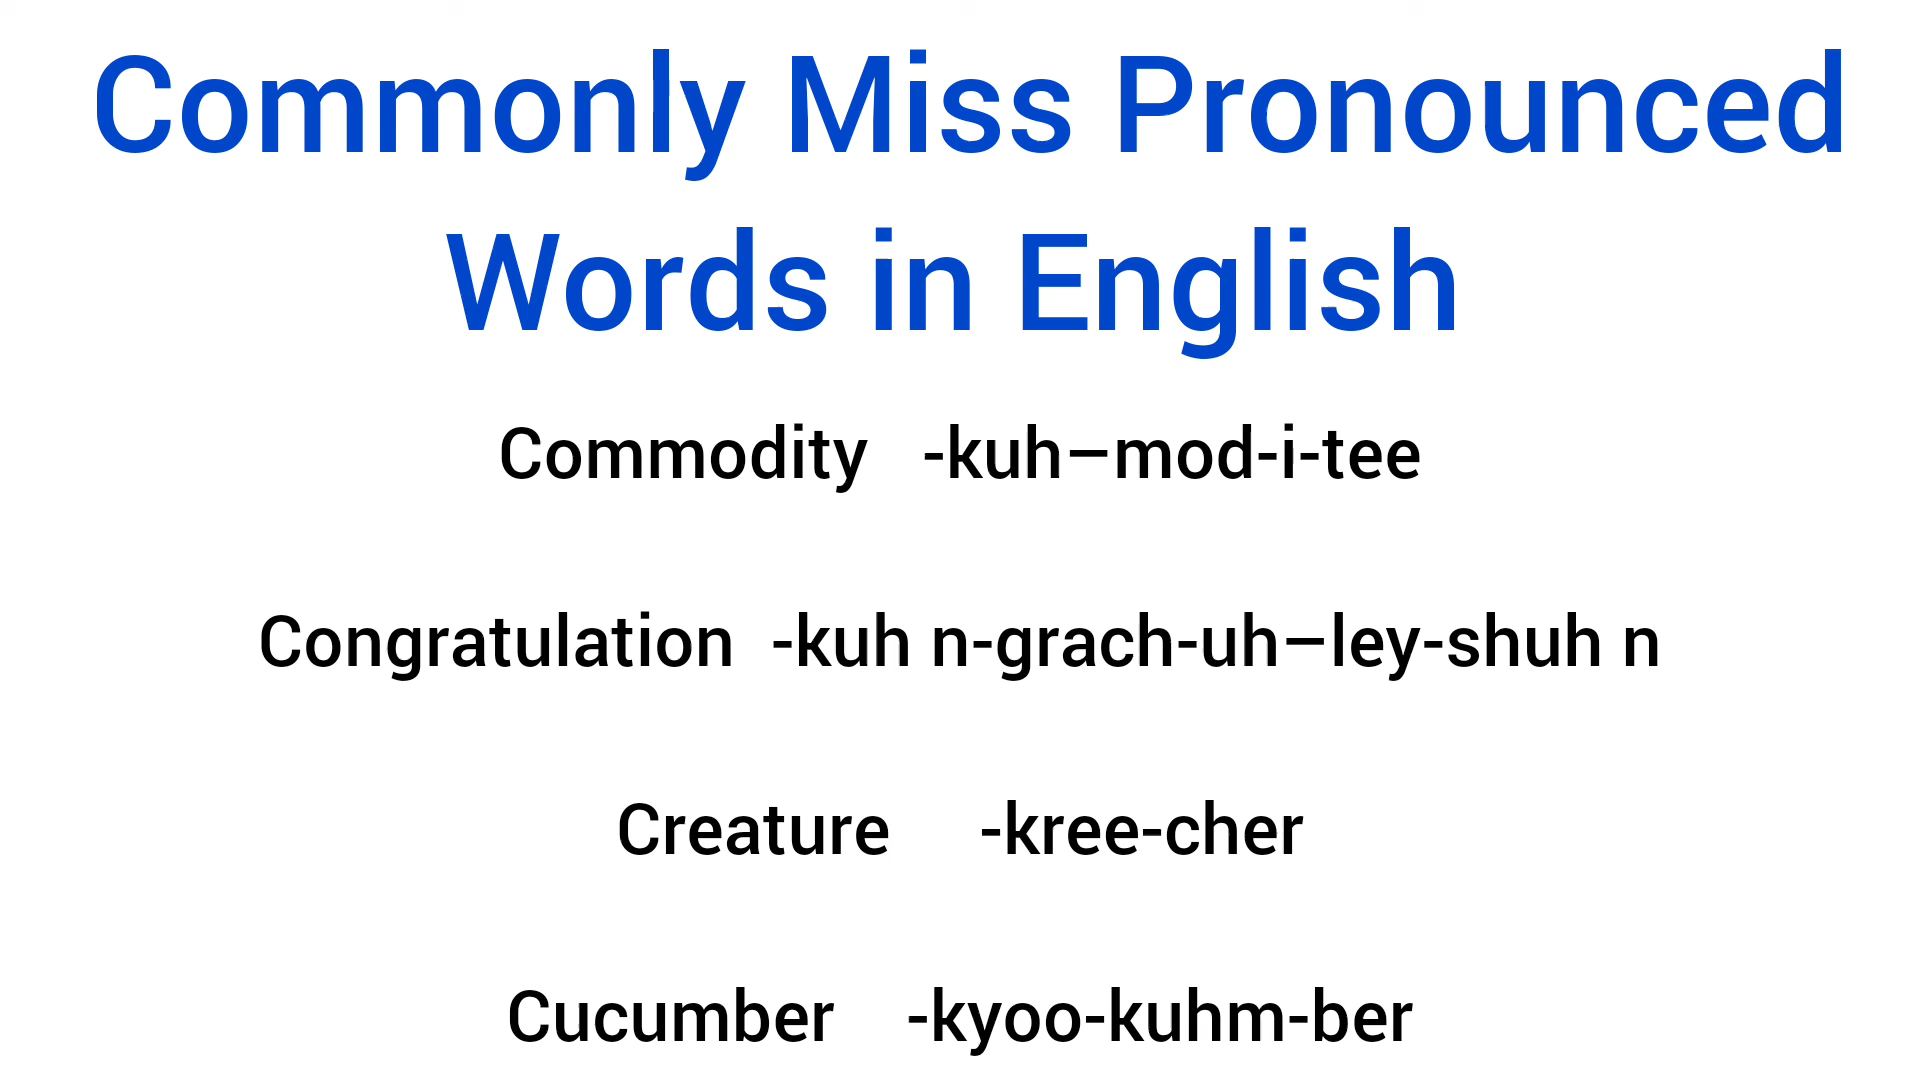 Commonly Miss Pronounced
Words in English
Commodity -kuh–mod-i-tee
Congratulation -kuh n-grach-uh–ley-shuh n
Creature -kree-cher
Cucumber -kyoo-kuhm-ber